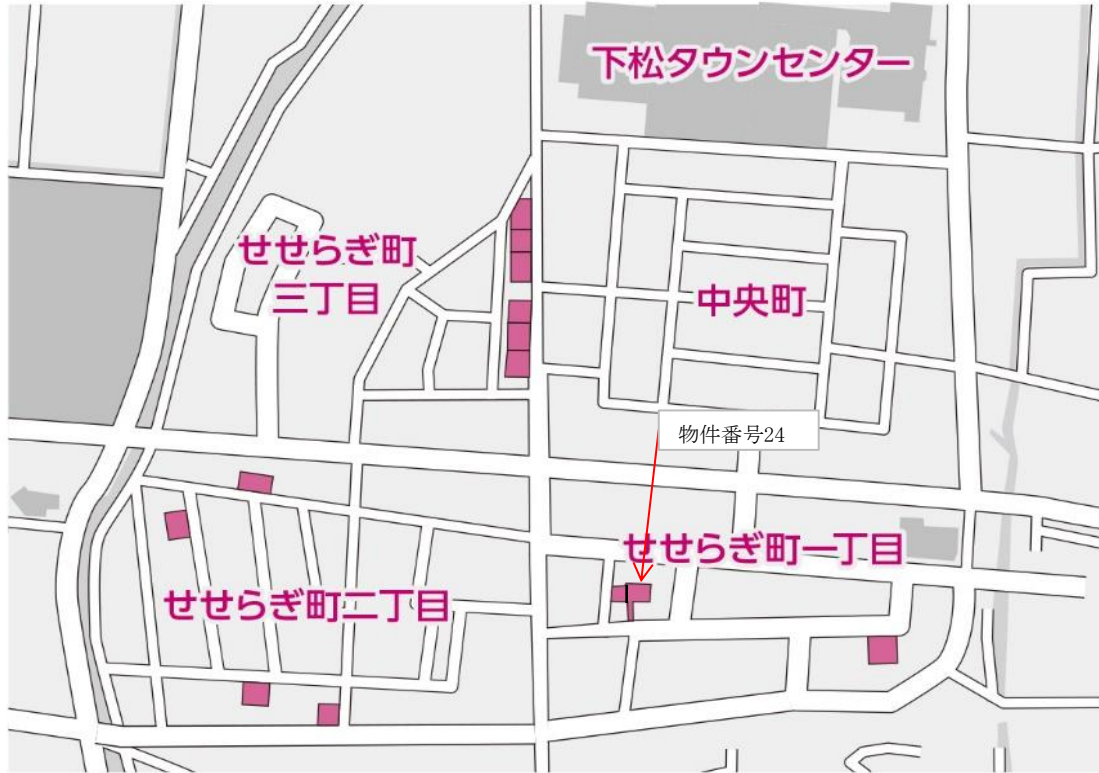 下松タウンセンター
せせらぎ町
三丁目
中央町
物件番号24
せせらぎ町一丁目
せせらぎ町二丁目